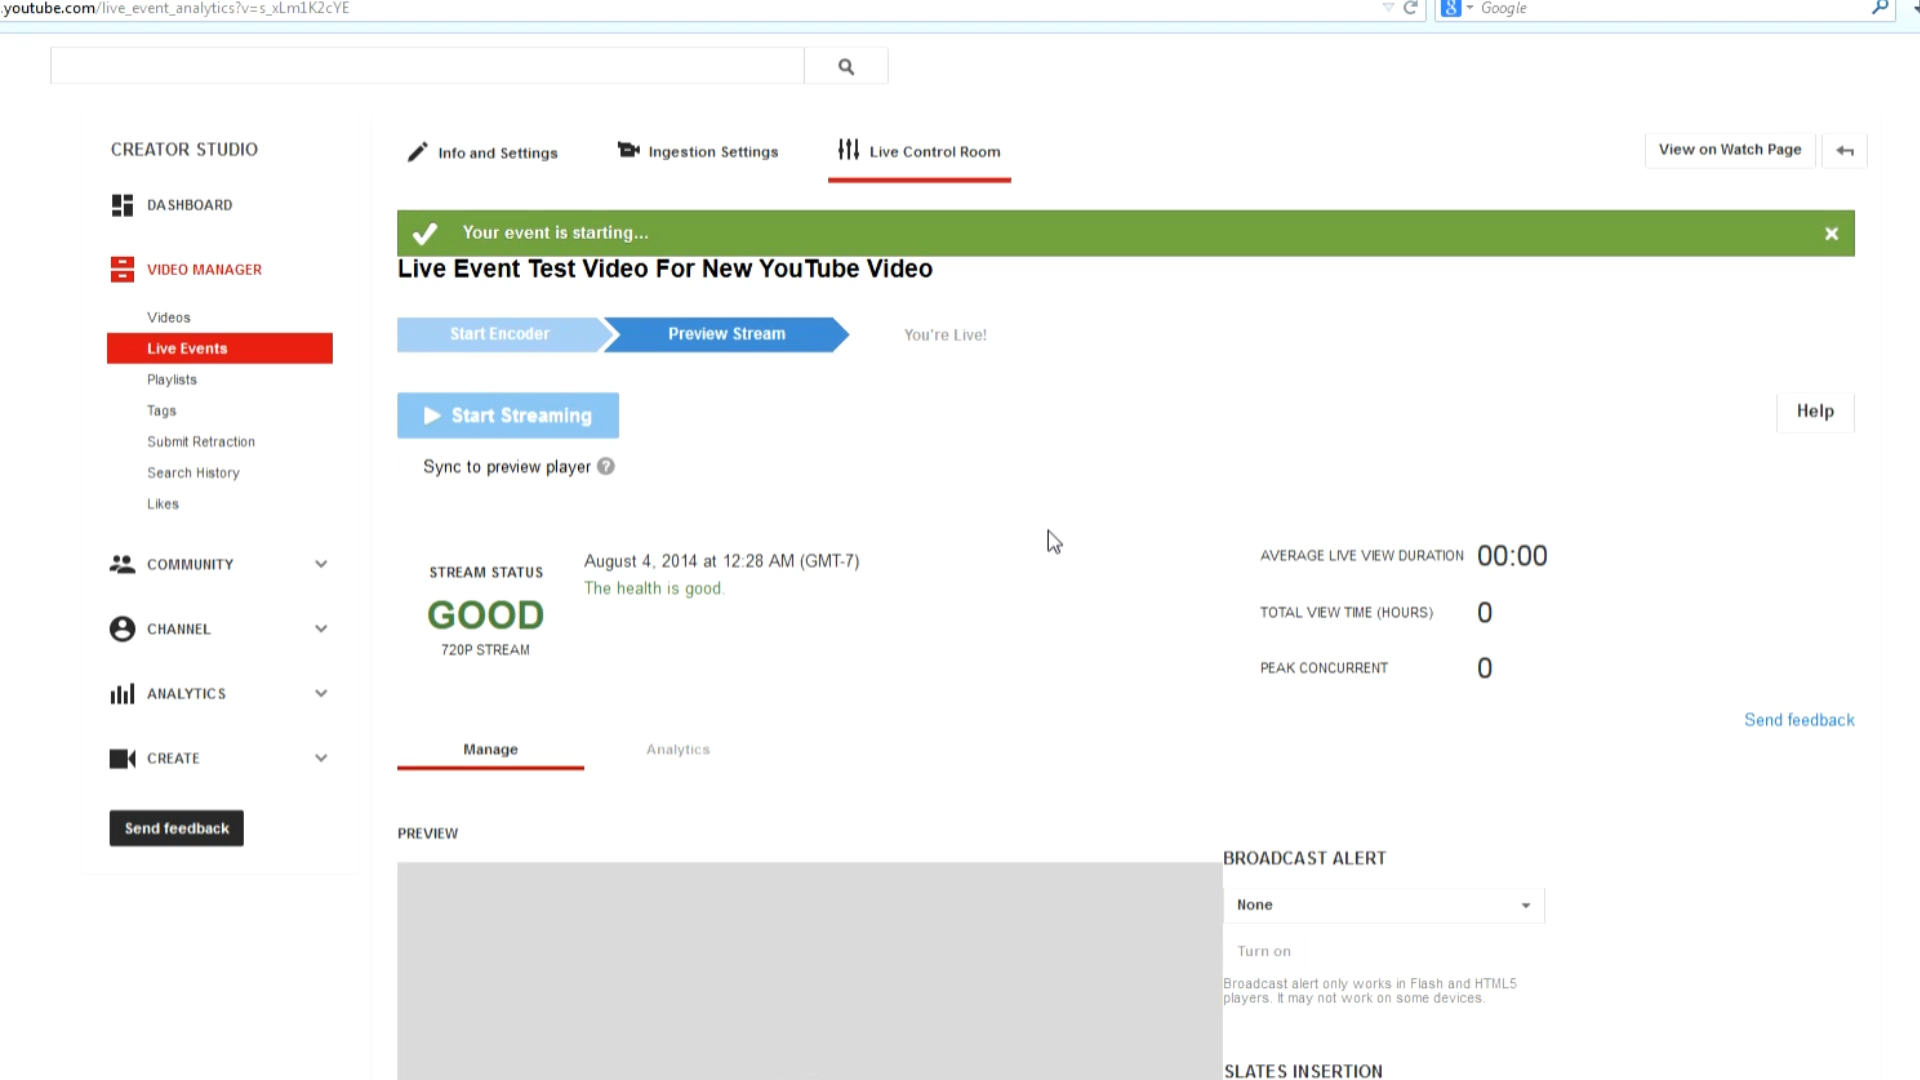 .youtube.com/live_event_analytics?v=s_xLm1K2cYE
Google
CREATOR STUDIO
DASHBOARD
VIDEO MANAGER
Videos
Live Events
Playlists
Tags
Submit Retraction
Search History
Likes
COMMUNITY
CHANNEL
ANALYTICS
CREATE
Send feedback
Info and Settings
Ingestion Settings
Live Control Room
View on Watch Page
Your event is starting...
Live Event Test Video For New YouTube Video
Start Encoder
Preview Stream
You're Live!
Start Streaming
Help
Sync to preview player
STREAM STATUS
GOOD
720P STREAM
August 4, 2014 at 12:28 AM (GMT-7)
The health is good.
AVERAGE LIVE VIEW DURATION 00:00
TOTAL VIEW TIME (HOURS) 0
PEAK CONCURRENT 0
Send feedback
Manage
Analytics
PREVIEW
BROADCAST ALERT
None
Turn on
Broadcast alert only works in Flash and HTML5
players. It may not work on some devices.
SLATES INSERTION